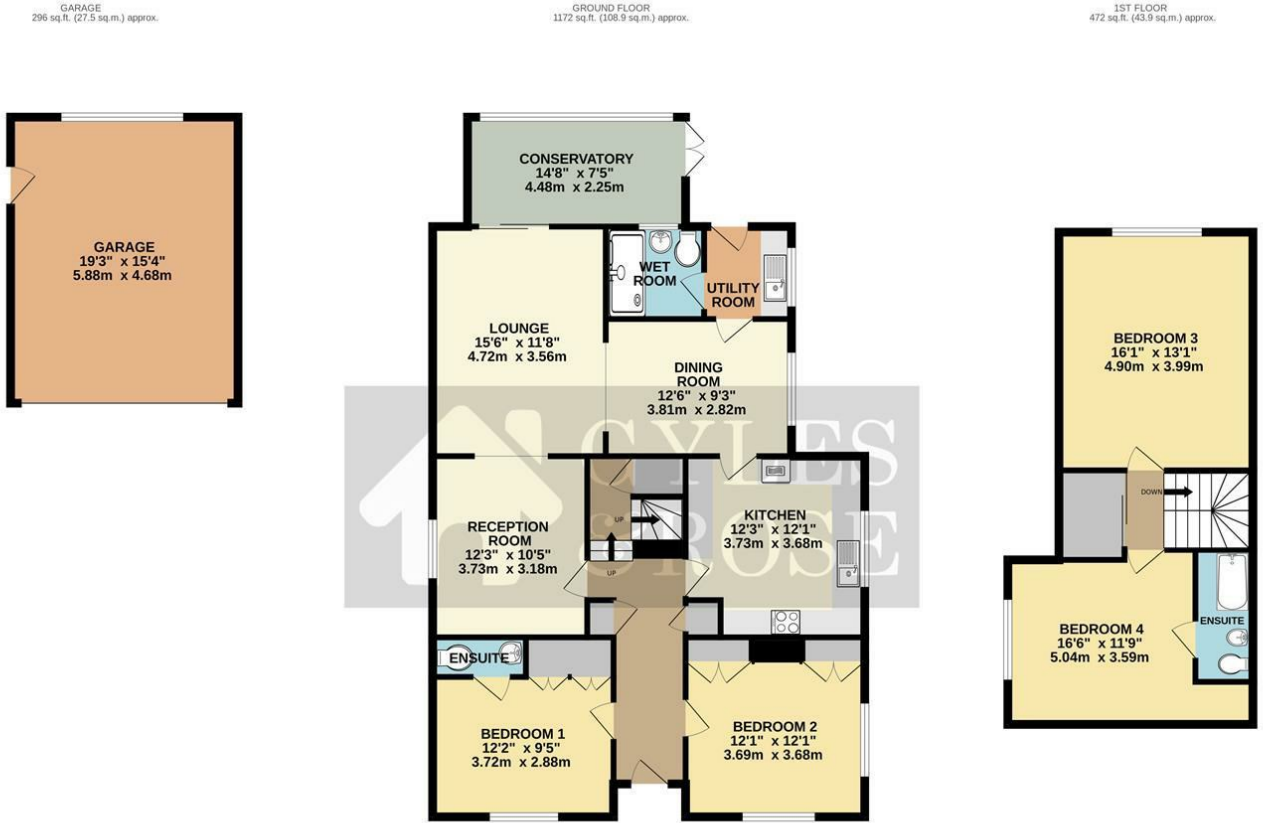 GARAGE
296 sq.ft. (27.5 sq.m.) approx.
GROUND FLOOR
1172 sq.ft. (108.9 sq.m.) approx.
1ST FLOOR
472 sq.ft. (43.9 sq.m.) approx.
GARAGE
19'3" x 15'4"
5.88m x 4.68m
CONSERVATORY
14'8" x 7'5"
4.48m x 2.25m
WET
ROOM
UTILITY
ROOM
LOUNGE
15'6" x 11'8"
4.72m x 3.56m
DINING
ROOM
12'6" x 9'3"
3.81m x 2.82m
RECEPTION
ROOM
12'3" x 10'5"
3.73m x 3.18m
UP
UP
KITCHEN
12'3" x 12'1"
3.73m x 3.68m
ENSUITE
BEDROOM 1
12'2" x 9'5"
3.72m x 2.88m
BEDROOM 2
12'1" x 12'1"
3.69m x 3.68m
BEDROOM 3
16'1" x 13'1"
4.90m x 3.99m
DOWN
BEDROOM 4
16'6" x 11'9"
5.04m x 3.59m
ENSUITE
GYLES
& ROSE